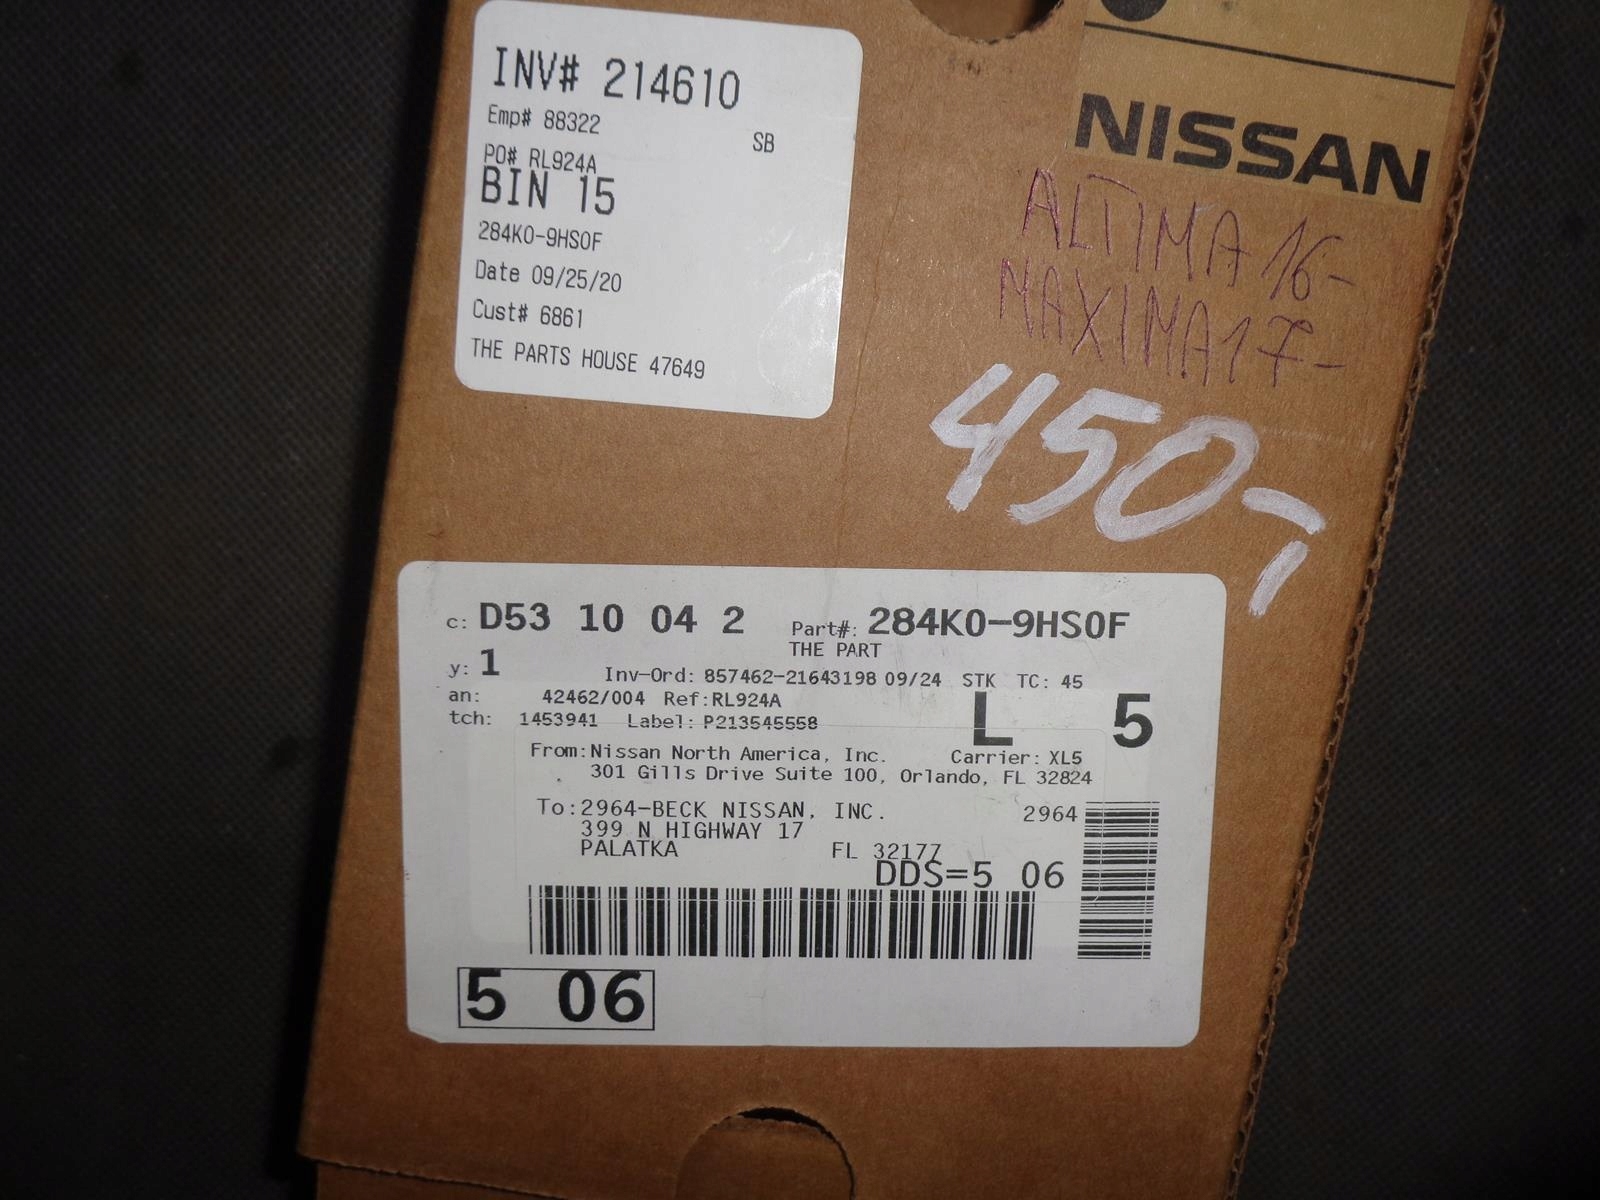 INV# 214610
Emp# 88322
SB
PO# RL924A
BIN 15
284K0-9HS0F
Date 09/25/20
Cust# 6861
THE PARTS HOUSE 47649
NISSAN
ALTIMA 16-
MAXIMA 17-
450,-
c: D53 10 04 2 Part#: 284K0-9HS0F
THE PART
y: 1 Inv-Ord: 857462-21643198 09/24 STK TC: 45
an: 42462/004 Ref:RL924A
L 5
tch: 1453941 Label: P213545558
From: Nissan North America, Inc. Carrier: XL5
301 Gills Drive Suite 100, Orlando, FL 32824
To: 2964-BECK NISSAN, INC. 2964
399 N HIGHWAY 17
PALATKA FL 32177
DDS=5 06
5 06